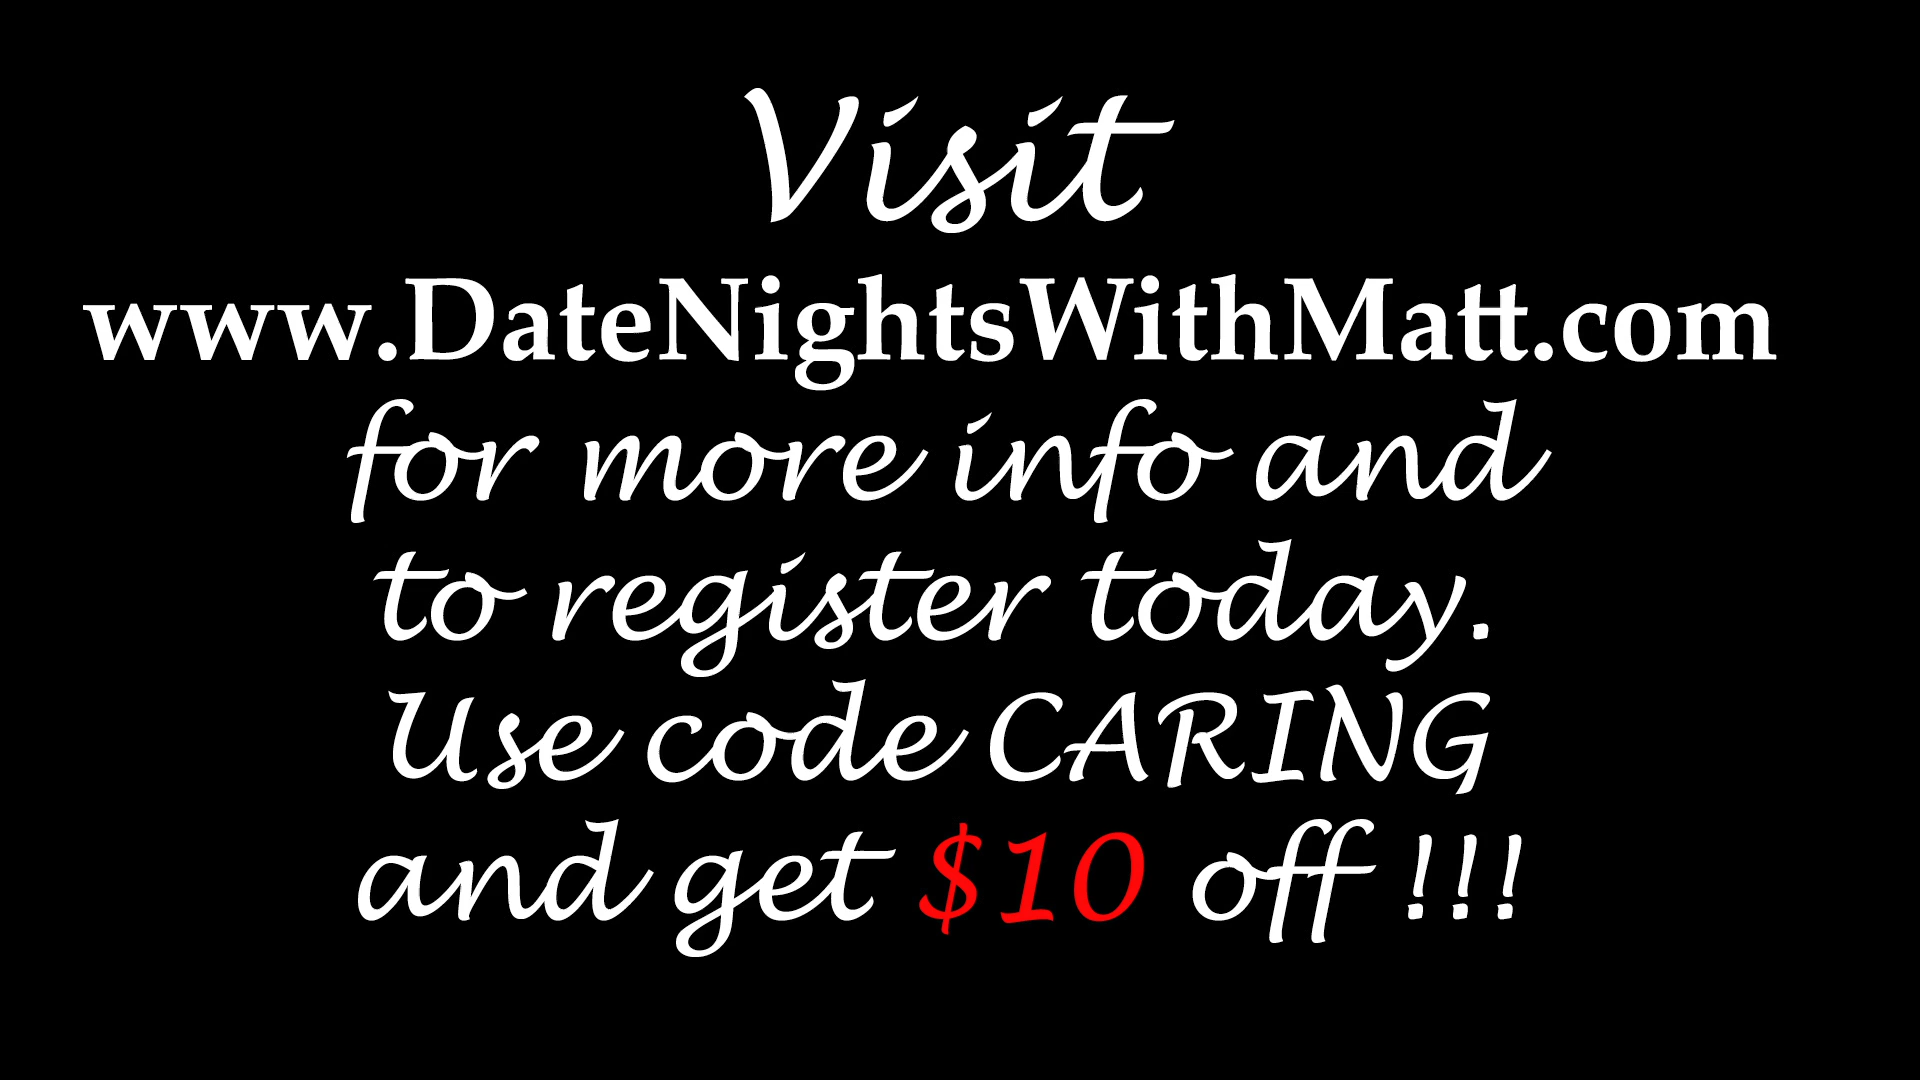 Visit
www.DateNightsWithMatt.com
for more info and
to register today.
Use code CARING
and get $10 off !!!